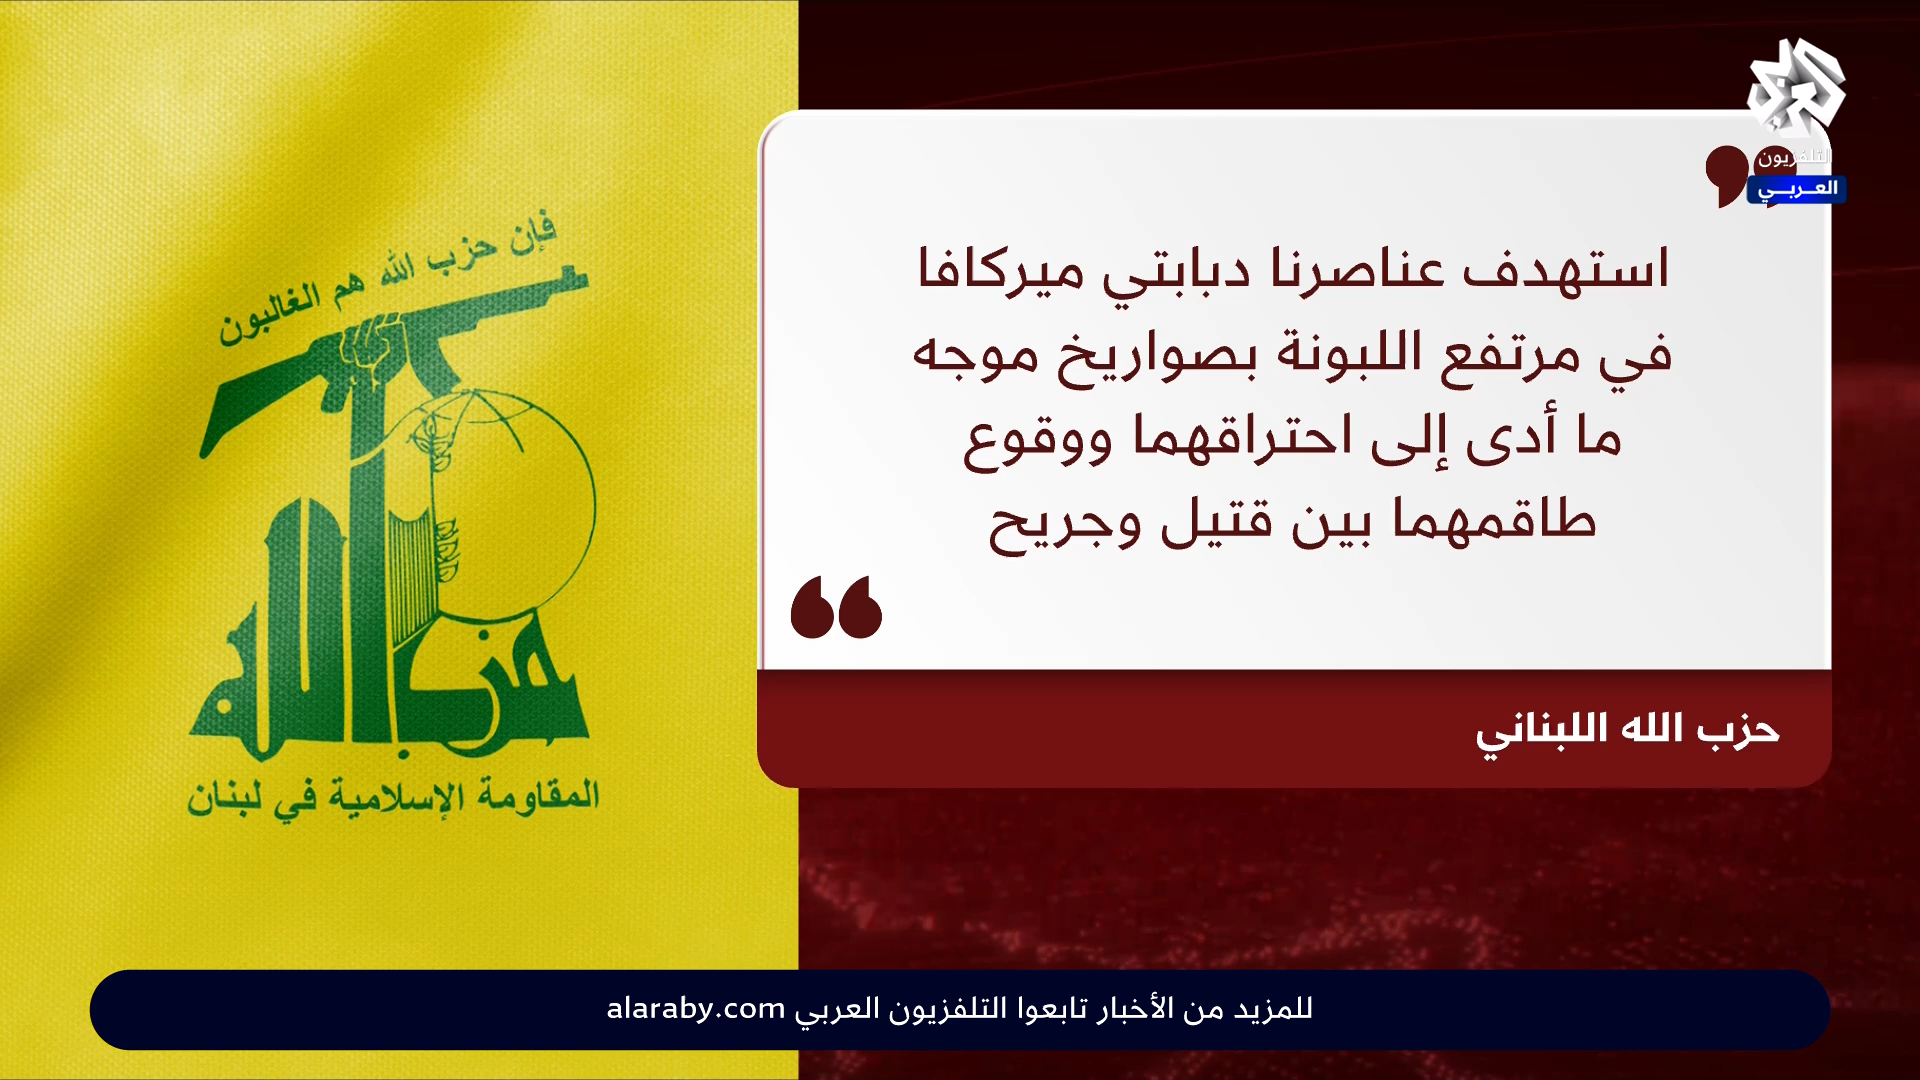 فإن حزب الله هم الغالبون
حزب الله
المقاومة الإسلامية في لبنان
التلفزيون
العربي
استهدف عناصرنا دبابتي ميركافا
في مرتفع اللبونة بصواريخ موجه
ما أدى إلى احتراقهما ووقوع
طاقمهما بين قتيل وجريح
حزب الله اللبناني
للمزيد من الأخبار تابعوا التلفزيون العربي alaraby.com